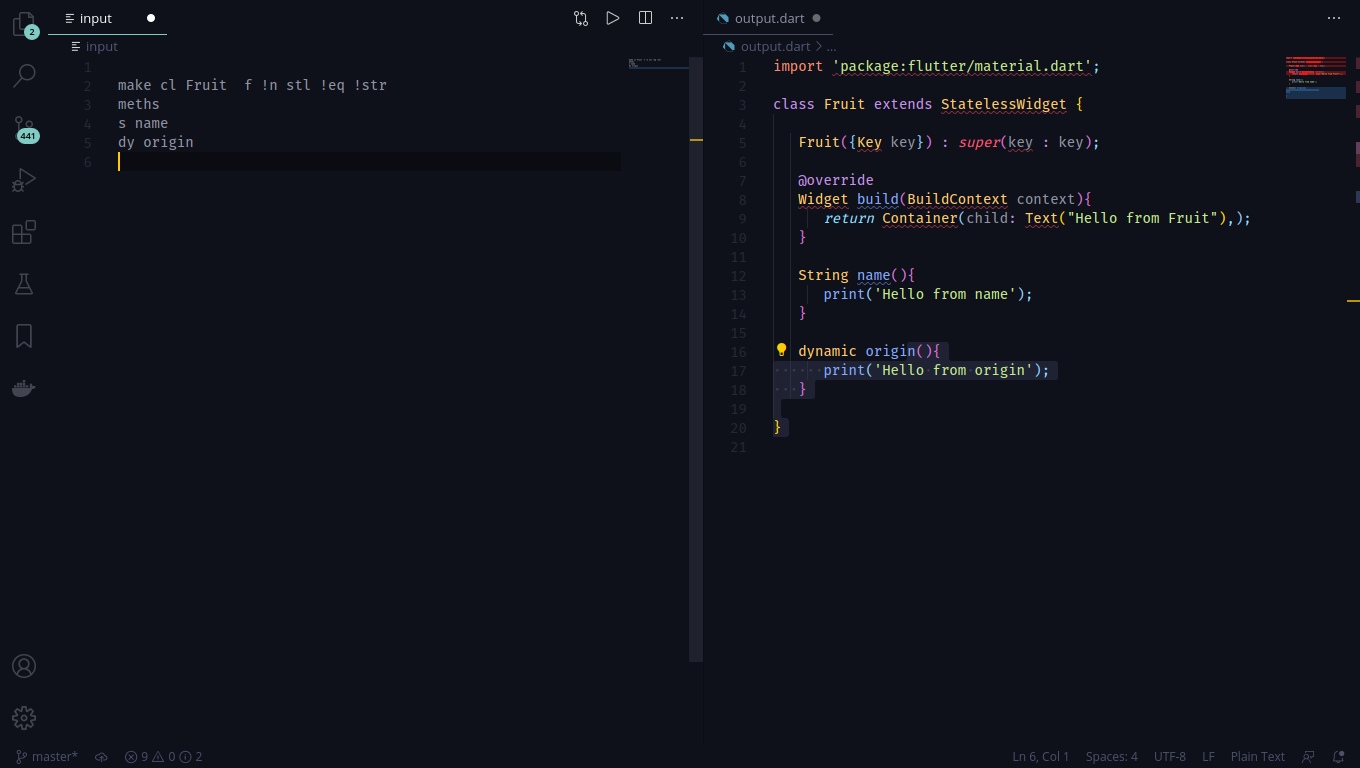 input
output.dart
2
input
output.dart > ...
441
1
2 make cl Fruit  f !n stl !eq !str
3 meths
4 s name
5 dy origin
6
1 import 'package:flutter/material.dart';
2
3 class Fruit extends StatelessWidget {
4
5 Fruit({Key key}) : super(key : key);
6
7 @override
8 Widget build(BuildContext context){
9 return Container(child: Text("Hello from Fruit"),);
10 }
11
12 String name(){
13 print('Hello from name');
14 }
15
16 dynamic origin(){
17 print('Hello from origin');
18 }
19
20 }
21
master* 9 0 2 Ln 6, Col 1 Spaces: 4 UTF-8 LF Plain Text